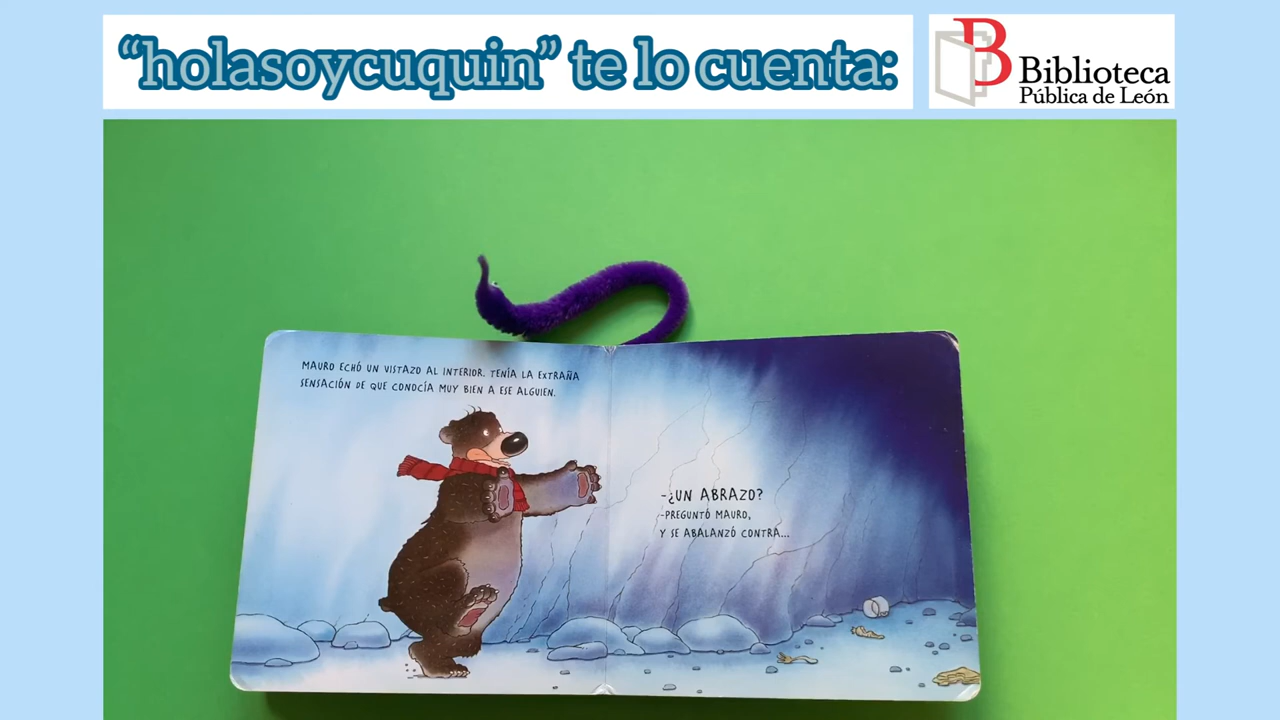 “holasoycuquin” te lo cuenta:
B
Biblioteca
Pública de León
MAURO ECHÓ UN VISTAZO AL INTERIOR. TENÍA LA EXTRAÑA
SENSACIÓN DE QUE CONOCÍA MUY BIEN A ESE ALGUIEN.
-¿UN ABRAZO?
-PREGUNTÓ MAURO,
Y SE ABALANZÓ CONTRA...